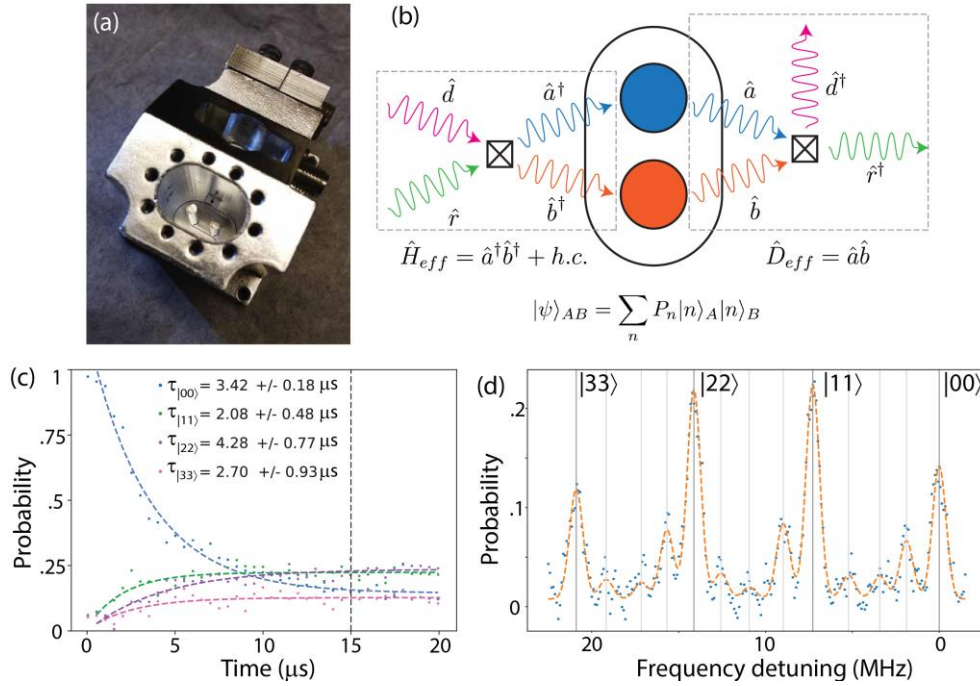 (a)
(b)
d̂
â†
â
d̂†
r̂
b̂†
b̂
r̂†
Ĥ_eff = â†b̂† + h.c.
D̂_eff = âb̂
|ψ⟩_AB = ∑_n P_n|n⟩_A|n⟩_B
(c)
τ_|00⟩ = 3.42 +/- 0.18 μs
τ_|11⟩ = 2.08 +/- 0.48 μs
τ_|22⟩ = 4.28 +/- 0.77 μs
τ_|33⟩ = 2.70 +/- 0.93 μs
Probability
1
.75
.5
.25
0
0 5 10 15 20
Time (μs)
(d)
|33⟩ |22⟩ |11⟩ |00⟩
Probability
.2
.1
0
20 10 0
Frequency detuning (MHz)